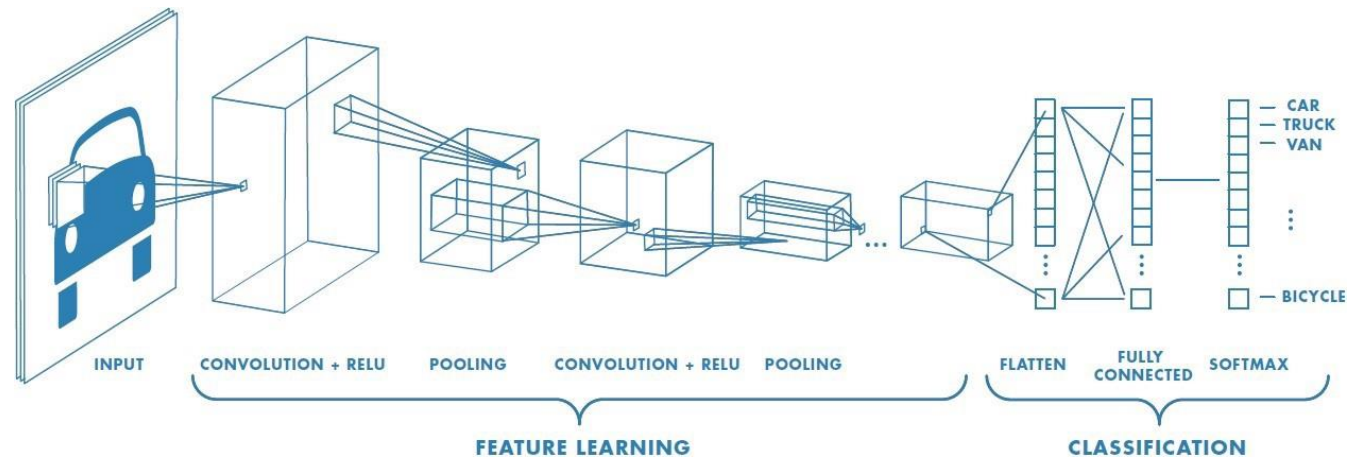 CAR
TRUCK
VAN
BICYCLE
INPUT
CONVOLUTION + RELU
POOLING
CONVOLUTION + RELU
POOLING
FLATTEN
FULLY
CONNECTED
SOFTMAX
FEATURE LEARNING
CLASSIFICATION